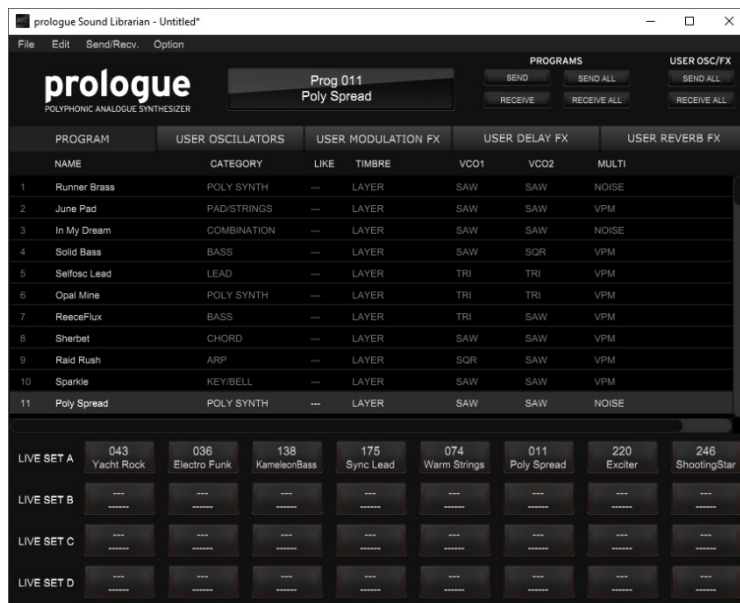 prologue Sound Librarian - Untitled*
File Edit Send/Recv. Option
prologue
POLYPHONIC ANALOGUE SYNTHESIZER
Prog 011
Poly Spread
PROGRAMS
SEND SEND ALL
RECEIVE RECEIVE ALL
USER OSC/FX
SEND ALL
RECEIVE ALL
PROGRAM USER OSCILLATORS USER MODULATION FX USER DELAY FX USER REVERB FX
NAME CATEGORY LIKE TIMBRE VCO1 VCO2 MULTI
1 Runner Brass POLY SYNTH --- LAYER SAW SAW NOISE
2 June Pad PAD/STRINGS --- LAYER SAW SAW VPM
3 In My Dream COMBINATION --- LAYER SAW SAW NOISE
4 Solid Bass BASS --- LAYER SAW SQR VPM
5 Selfosc Lead LEAD --- LAYER TRI TRI VPM
6 Opal Mine POLY SYNTH --- LAYER TRI TRI VPM
7 ReeceFlux BASS --- LAYER TRI SAW VPM
8 Sherbet CHORD --- LAYER SAW SAW VPM
9 Raid Rush ARP --- LAYER SQR SAW VPM
10 Sparkle KEY/BELL --- LAYER SAW SAW VPM
11 Poly Spread POLY SYNTH --- LAYER SAW SAW NOISE
LIVE SET A
043 036 138 175 074 011 220 246
Yacht Rock Electro Funk KameleonBass Sync Lead Warm Strings Poly Spread Exciter ShootingStar
LIVE SET B
--- --- --- --- --- --- --- ---
------ ------ ------ ------ ------ ------ ------ ------
LIVE SET C
--- --- --- --- --- --- --- ---
------ ------ ------ ------ ------ ------ ------ ------
LIVE SET D
--- --- --- --- --- --- --- ---
------ ------ ------ ------ ------ ------ ------ ------